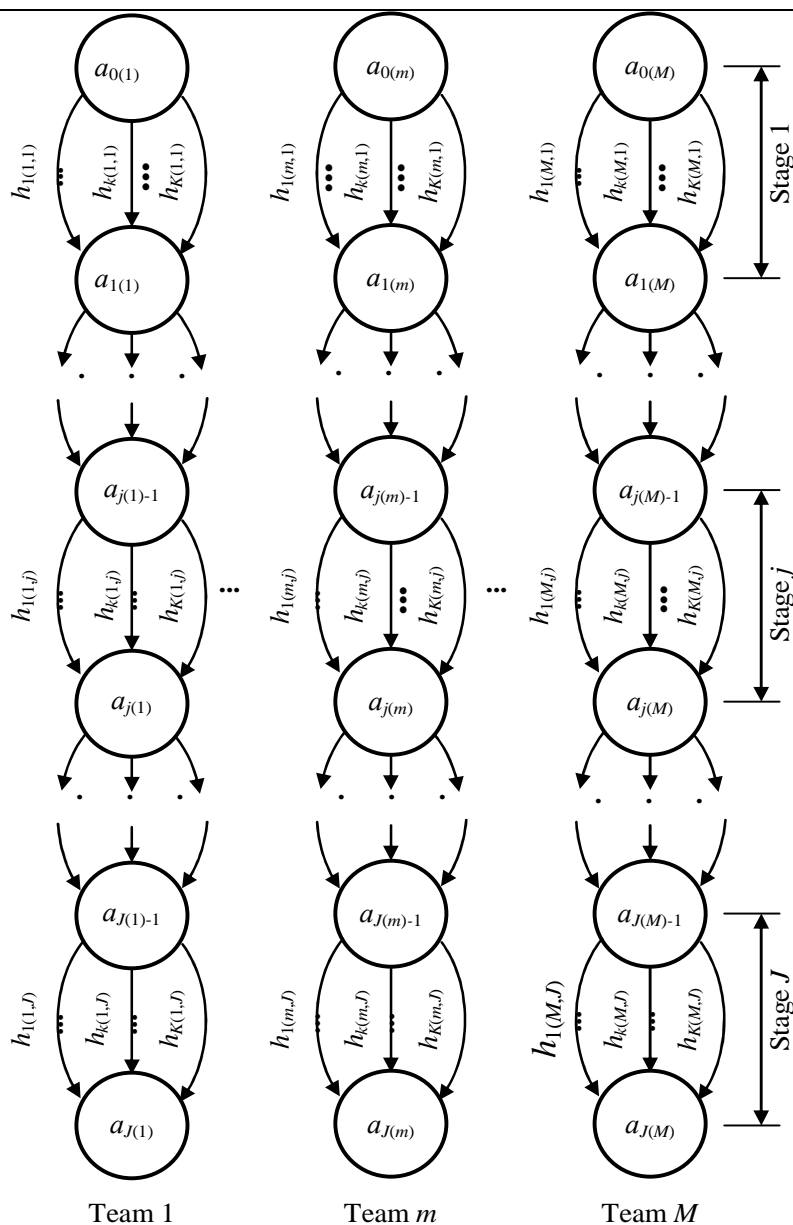 a0(1) a0(m) a0(M)
h1(1,1) hk(1,1) hK(1,1) h1(m,1) hk(m,1) hK(m,1) h1(M,1) hk(M,1) hK(M,1) Stage 1
a1(1) a1(m) a1(M)
aj(1)-1 aj(m)-1 aj(M)-1
h1(1,j) hk(1,j) hK(1,j) ... h1(m,j) hk(m,j) hK(m,j) ... h1(M,j) hk(M,j) hK(M,j) Stage j
aj(1) aj(m) aj(M)
aJ(1)-1 aJ(m)-1 aJ(M)-1
h1(1,J) hk(1,J) hK(1,J) h1(m,J) hk(m,J) hK(m,J) h1(M,J) hk(M,J) hK(M,J) Stage J
aJ(1) aJ(m) aJ(M)
Team 1 Team m Team M